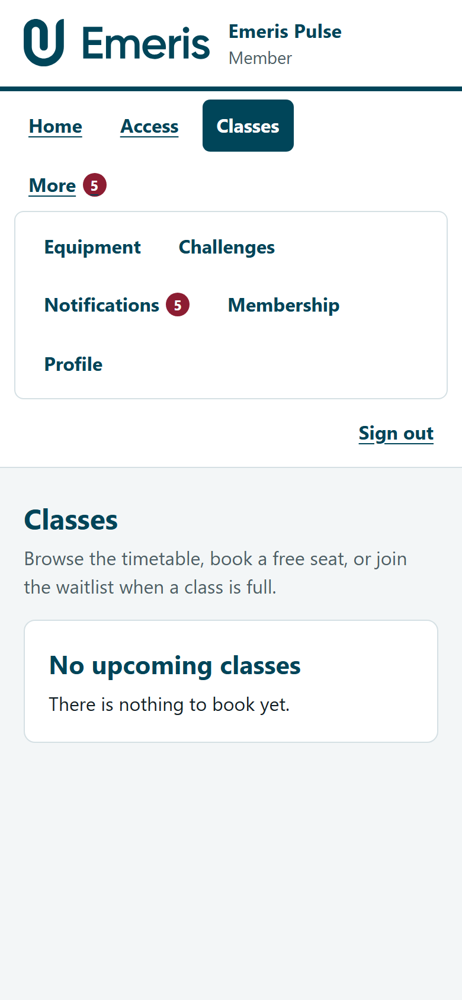 Emeris
Emeris Pulse
Member
Home
Access
Classes
More 5
Equipment
Challenges
Notifications 5
Membership
Profile
Sign out
Classes
Browse the timetable, book a free seat, or join
the waitlist when a class is full.
No upcoming classes
There is nothing to book yet.